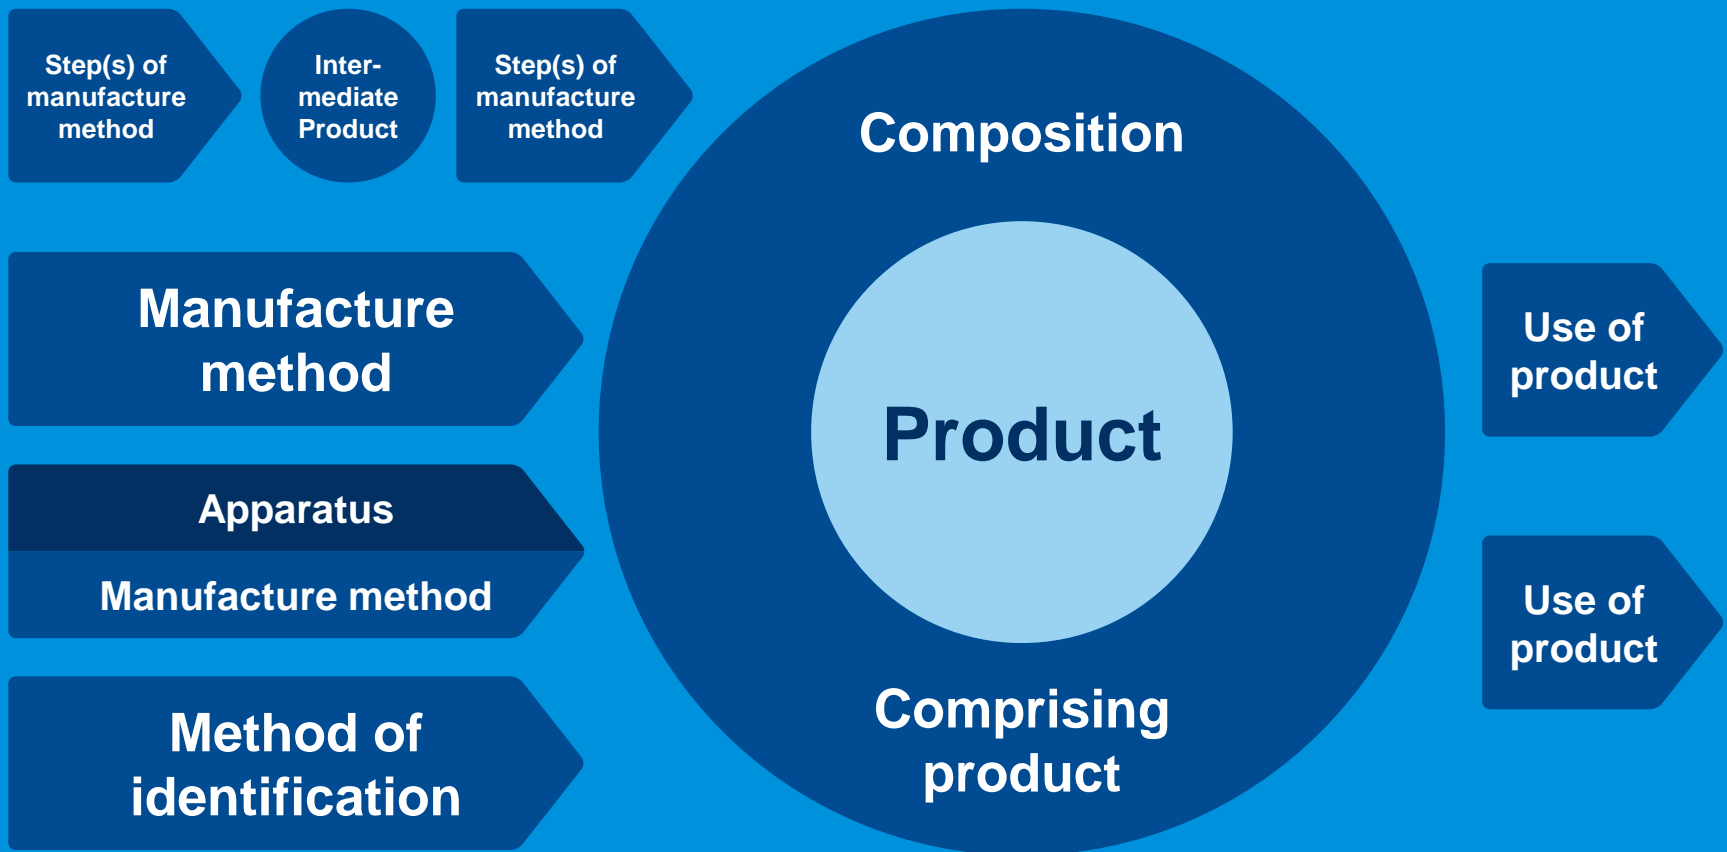 Step(s) of
manufacture
method
Inter-
mediate
Product
Step(s) of
manufacture
method
Composition
Manufacture
method
Product
Apparatus
Manufacture method
Method of
identification
Comprising
product
Use of
product
Use of
product